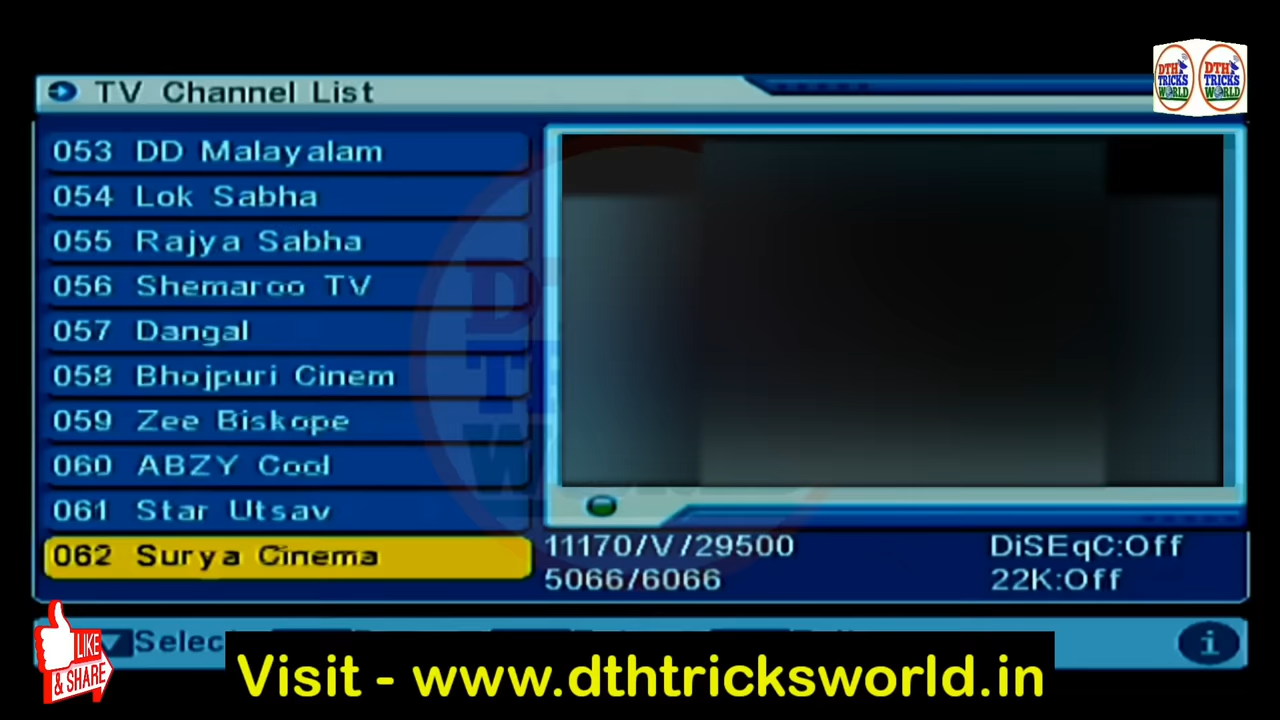 TV Channel List
DTH
TRICKS
WORLD
DTH
TRICKS
WORLD
053 DD Malayalam
054 Lok Sabha
055 Rajya Sabha
056 Shemaroo TV
057 Dangal
058 Bhojpuri Cinem
059 Zee Biskope
060 ABZY Cool
061 Star Utsav
062 Surya Cinema
11170/V/29500
DiSEqC:Off
5066/6066
22K:Off
Selec
i
LIKE
& SHARE
Visit - www.dthtricksworld.in